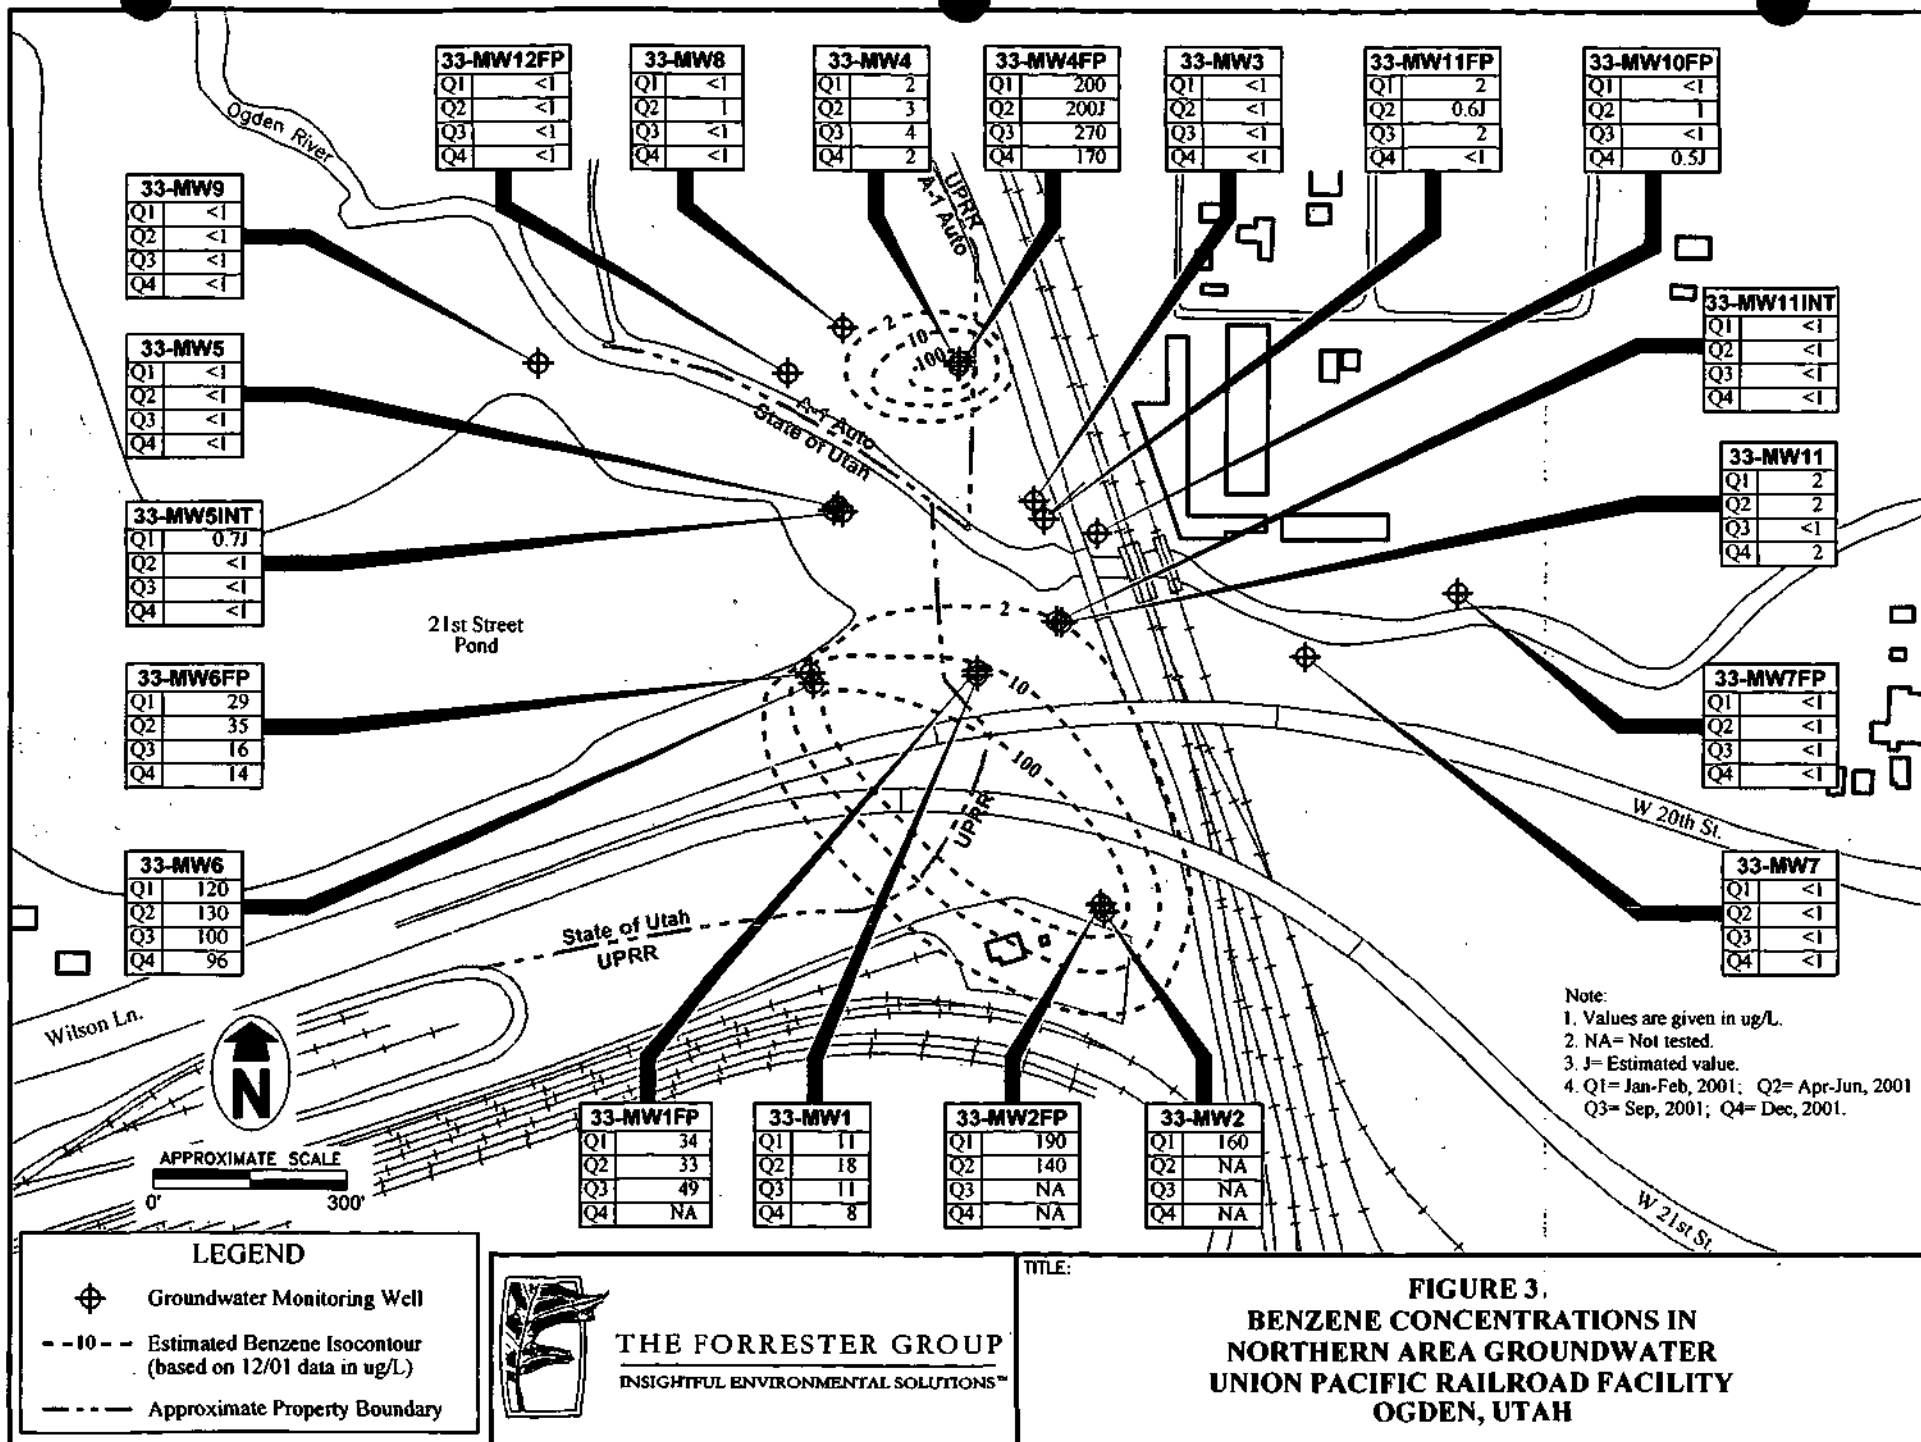 33-MW12FP
Q1 <1
Q2 <1
Q3 <1
Q4 <1
33-MW8
Q1 <1
Q2 1
Q3 <1
Q4 <1
33-MW4
Q1 2
Q2 3
Q3 4
Q4 2
33-MW4FP
Q1 200
Q2 200J
Q3 270
Q4 170
33-MW3
Q1 <1
Q2 <1
Q3 <1
Q4 <1
33-MW11FP
Q1 2
Q2 0.6J
Q3 2
Q4 <1
33-MW10FP
Q1 <1
Q2 1
Q3 <1
Q4 0.5J
33-MW9
Q1 <1
Q2 <1
Q3 <1
Q4 <1
33-MW5
Q1 <1
Q2 <1
Q3 <1
Q4 <1
33-MW5INT
Q1 0.7J
Q2 <1
Q3 <1
Q4 <1
33-MW6FP
Q1 29
Q2 35
Q3 16
Q4 14
33-MW6
Q1 120
Q2 130
Q3 100
Q4 96
33-MW11INT
Q1 <1
Q2 <1
Q3 <1
Q4 <1
33-MW11
Q1 2
Q2 2
Q3 <1
Q4 2
33-MW7FP
Q1 <1
Q2 <1
Q3 <1
Q4 <1
33-MW7
Q1 <1
Q2 <1
Q3 <1
Q4 <1
33-MW1FP
Q1 34
Q2 33
Q3 49
Q4 NA
33-MW1
Q1 11
Q2 18
Q3 11
Q4 8
33-MW2FP
Q1 190
Q2 140
Q3 NA
Q4 NA
33-MW2
Q1 160
Q2 NA
Q3 NA
Q4 NA
Ogden River
UPRR
A-1 Auto
2
10
100
A-1 Auto
State of Utah
21st Street
Pond
2
10
100
UPRR
State of Utah
UPRR
Wilson Ln.
W 20th St.
W 21st St.
N
APPROXIMATE SCALE
0' 300'
Note:
1. Values are given in ug/L.
2. NA= Not tested.
3. J= Estimated value.
4. Q1= Jan-Feb, 2001; Q2= Apr-Jun, 2001
Q3= Sep, 2001; Q4= Dec, 2001.
LEGEND
Groundwater Monitoring Well
--10-- Estimated Benzene Isocontour
(based on 12/01 data in ug/L)
Approximate Property Boundary
THE FORRESTER GROUP
INSIGHTFUL ENVIRONMENTAL SOLUTIONS™
TITLE:
FIGURE 3.
BENZENE CONCENTRATIONS IN
NORTHERN AREA GROUNDWATER
UNION PACIFIC RAILROAD FACILITY
OGDEN, UTAH